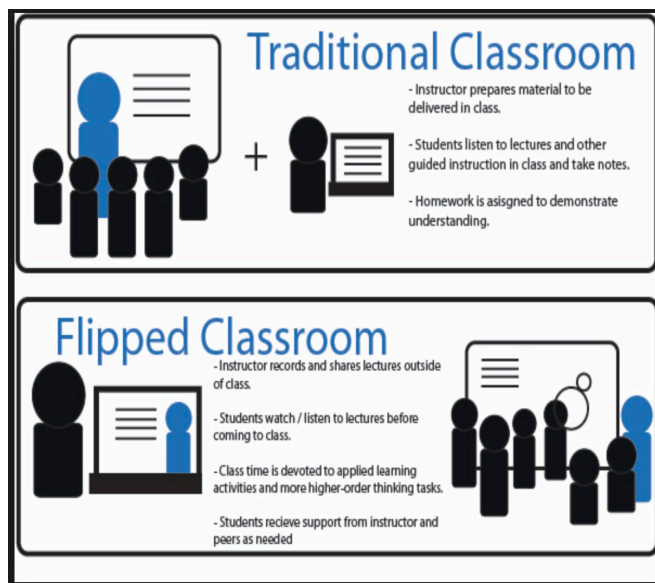 Traditional Classroom
- Instructor prepares material to be
delivered in class.
- Students listen to lectures and other
guided instruction in class and take notes.
- Homework is asisgned to demonstrate
understanding.
Flipped Classroom
- Instructor records and shares lectures outside
of class.
- Students watch / listen to lectures before
coming to class.
- Class time is devoted to applied learning
activities and more higher-order thinking tasks.
- Students recieve support from instructor and
peers as needed